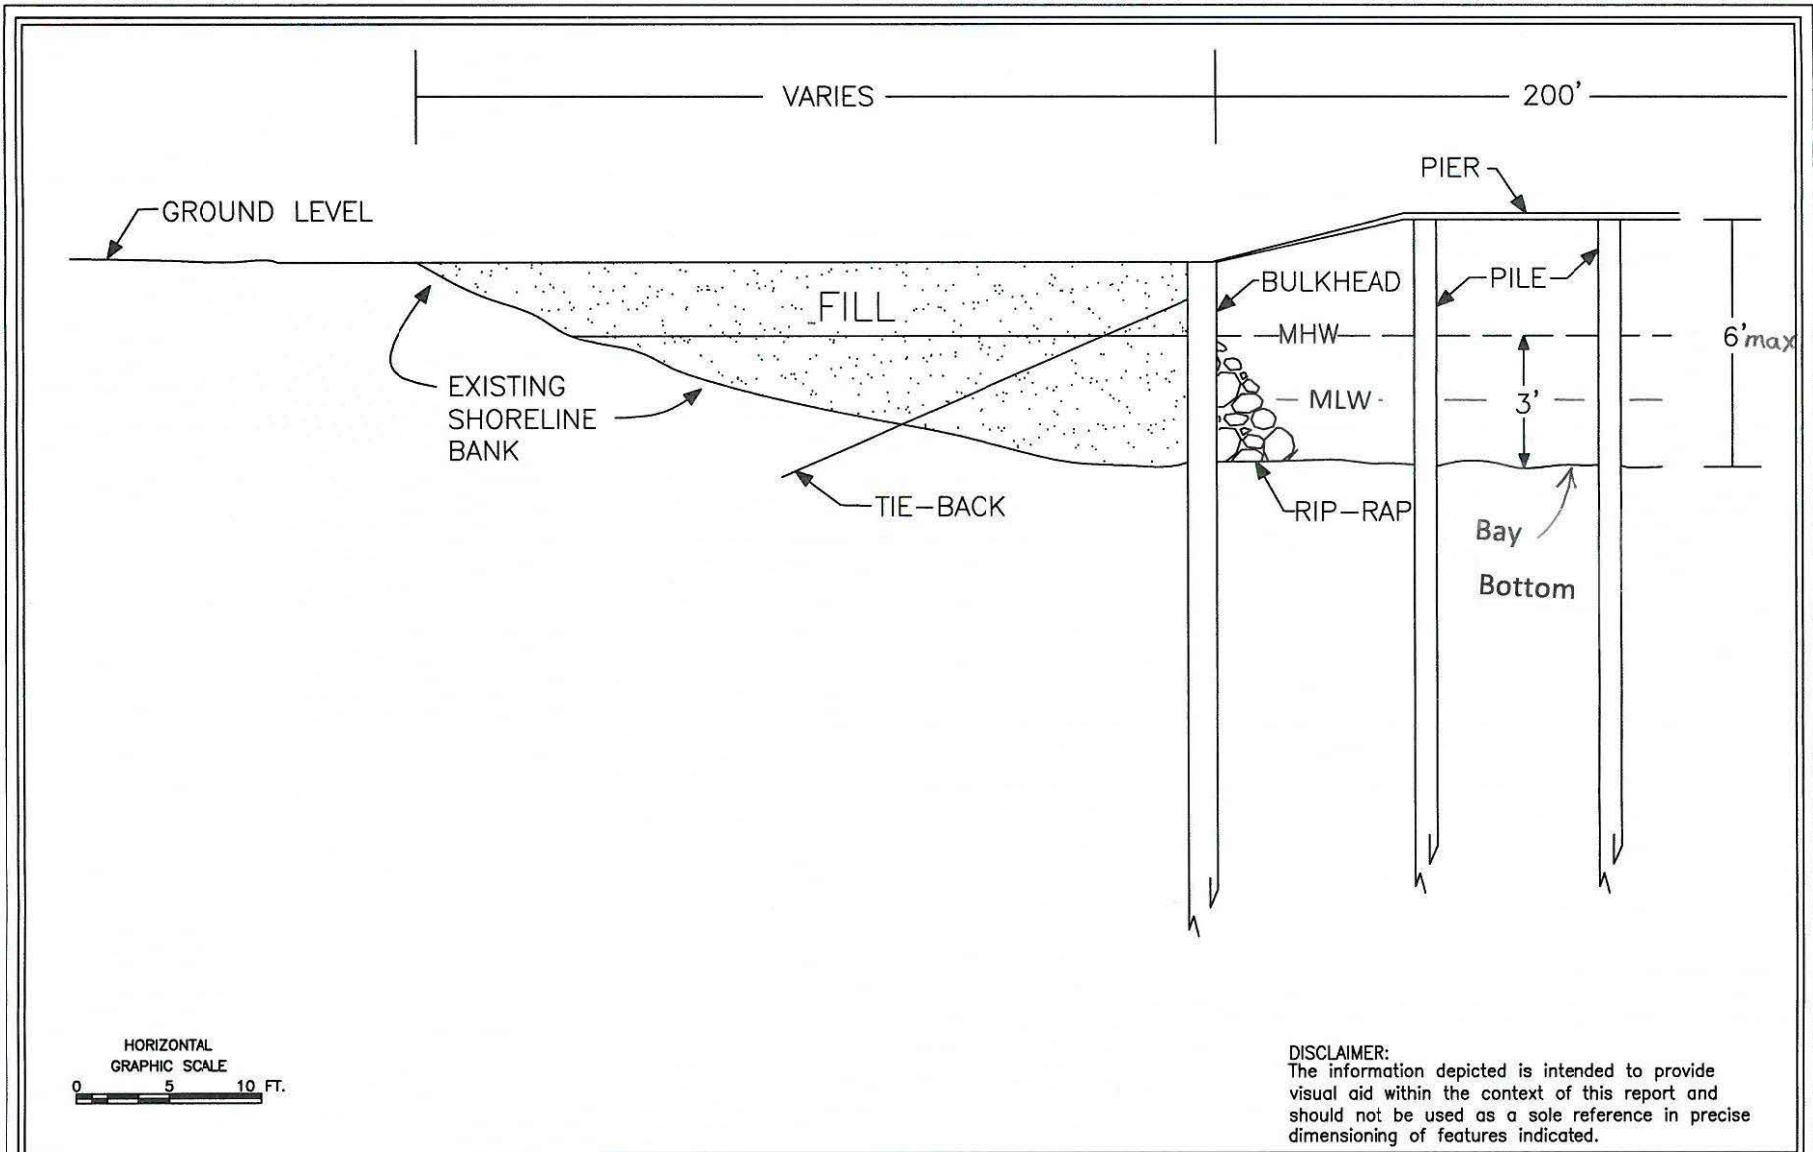 VARIES
200'
PIER
GROUND LEVEL
FILL
BULKHEAD
PILE
MHW
6'max
EXISTING
SHORELINE
BANK
MLW
3'
TIE-BACK
RIP-RAP
Bay
Bottom
HORIZONTAL
GRAPHIC SCALE
0 5 10 FT.
DISCLAIMER:
The information depicted is intended to provide
visual aid within the context of this report and
should not be used as a sole reference in precise
dimensioning of features indicated.